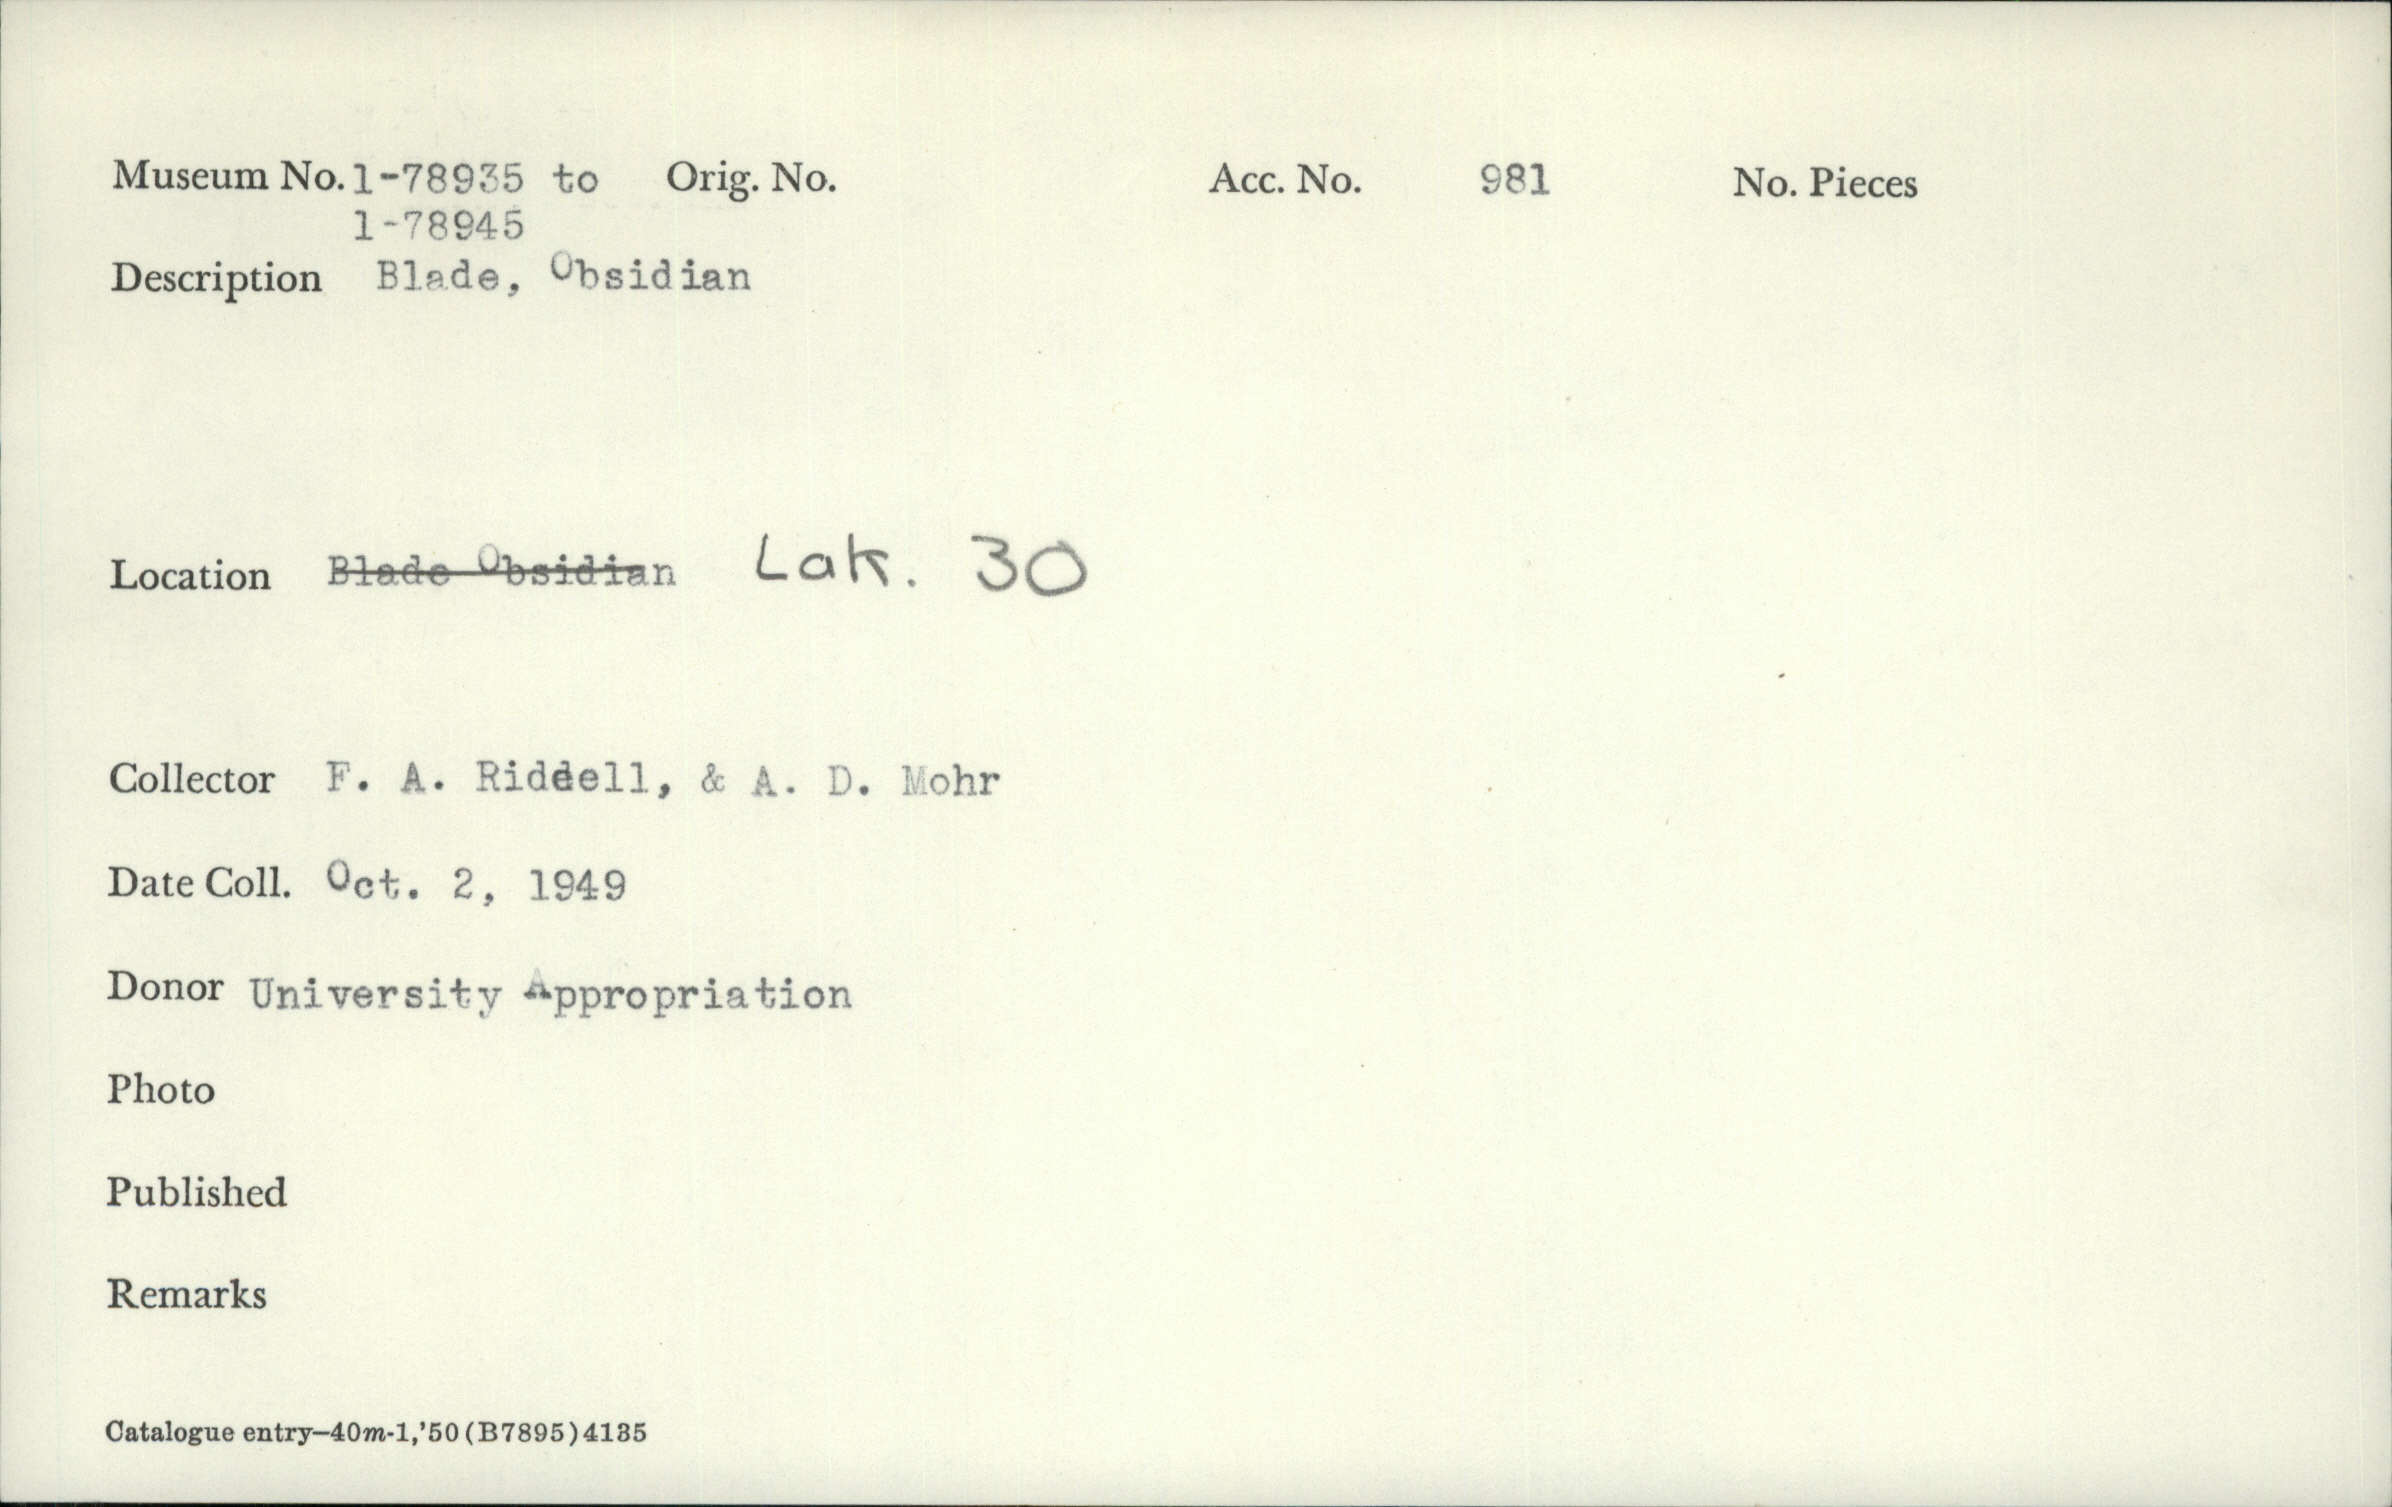 Museum No. 1-78935 to Orig. No. Acc. No. 981 No. Pieces
1-78945
Description Blade, Obsidian
Location Blade Obsidian Lak. 30
Collector F. A. Riddell, & A. D. Mohr
Date Coll. Oct. 2, 1949
Donor University Appropriation
Photo
Published
Remarks
Catalogue entry—40m-1,'50(B7895)4135